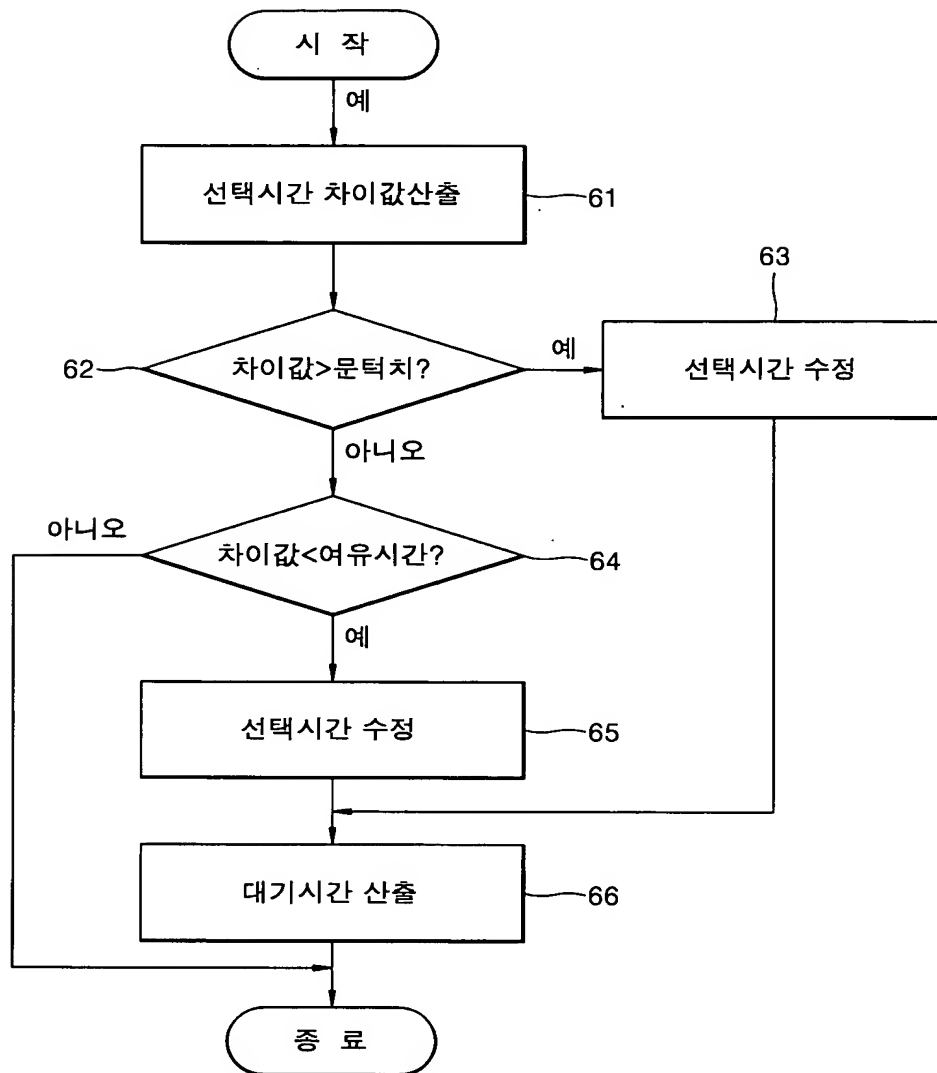 시 작
예
선택시간 차이값산출
61
63
62
차이값>문턱치?
예
선택시간 수정
아니오
아니오
차이값<여유시간?
64
예
선택시간 수정
65
대기시간 산출
66
종 료